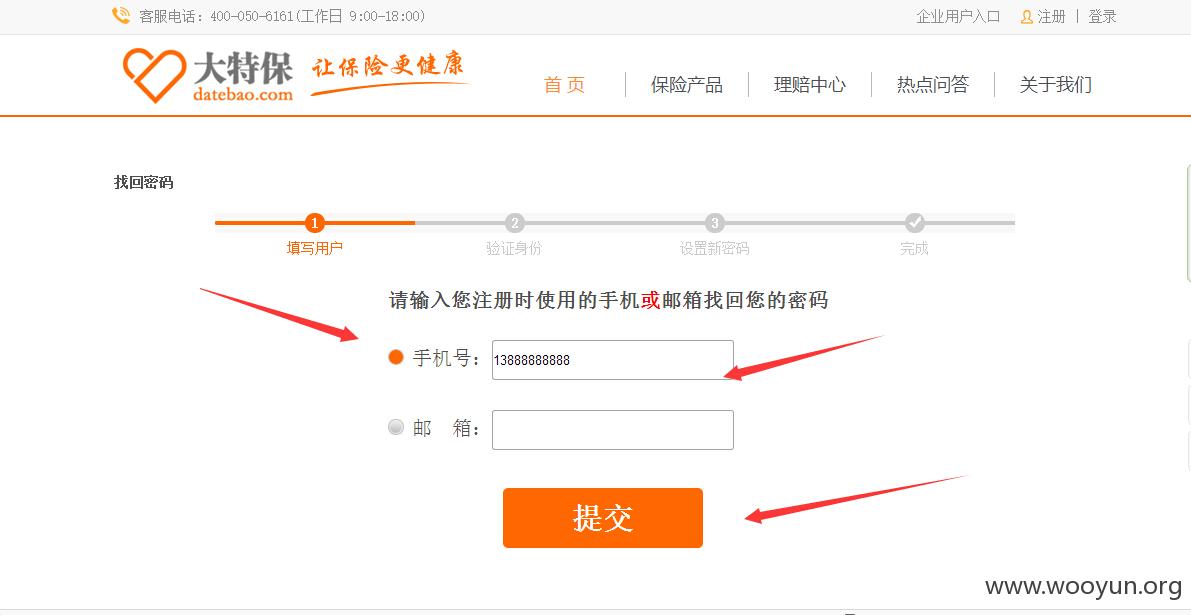 客服电话：400-050-6161(工作日 9:00-18:00)
企业用户入口 注册 | 登录
大特保 让保险更健康
datebao.com
首 页 保险产品 理赔中心 热点问答 关于我们
找回密码
1 2 3
填写用户 验证身份 设置新密码 完成
请输入您注册时使用的手机或邮箱找回您的密码
手机号： 13888888888
邮 箱：
提交
www.wooyun.org